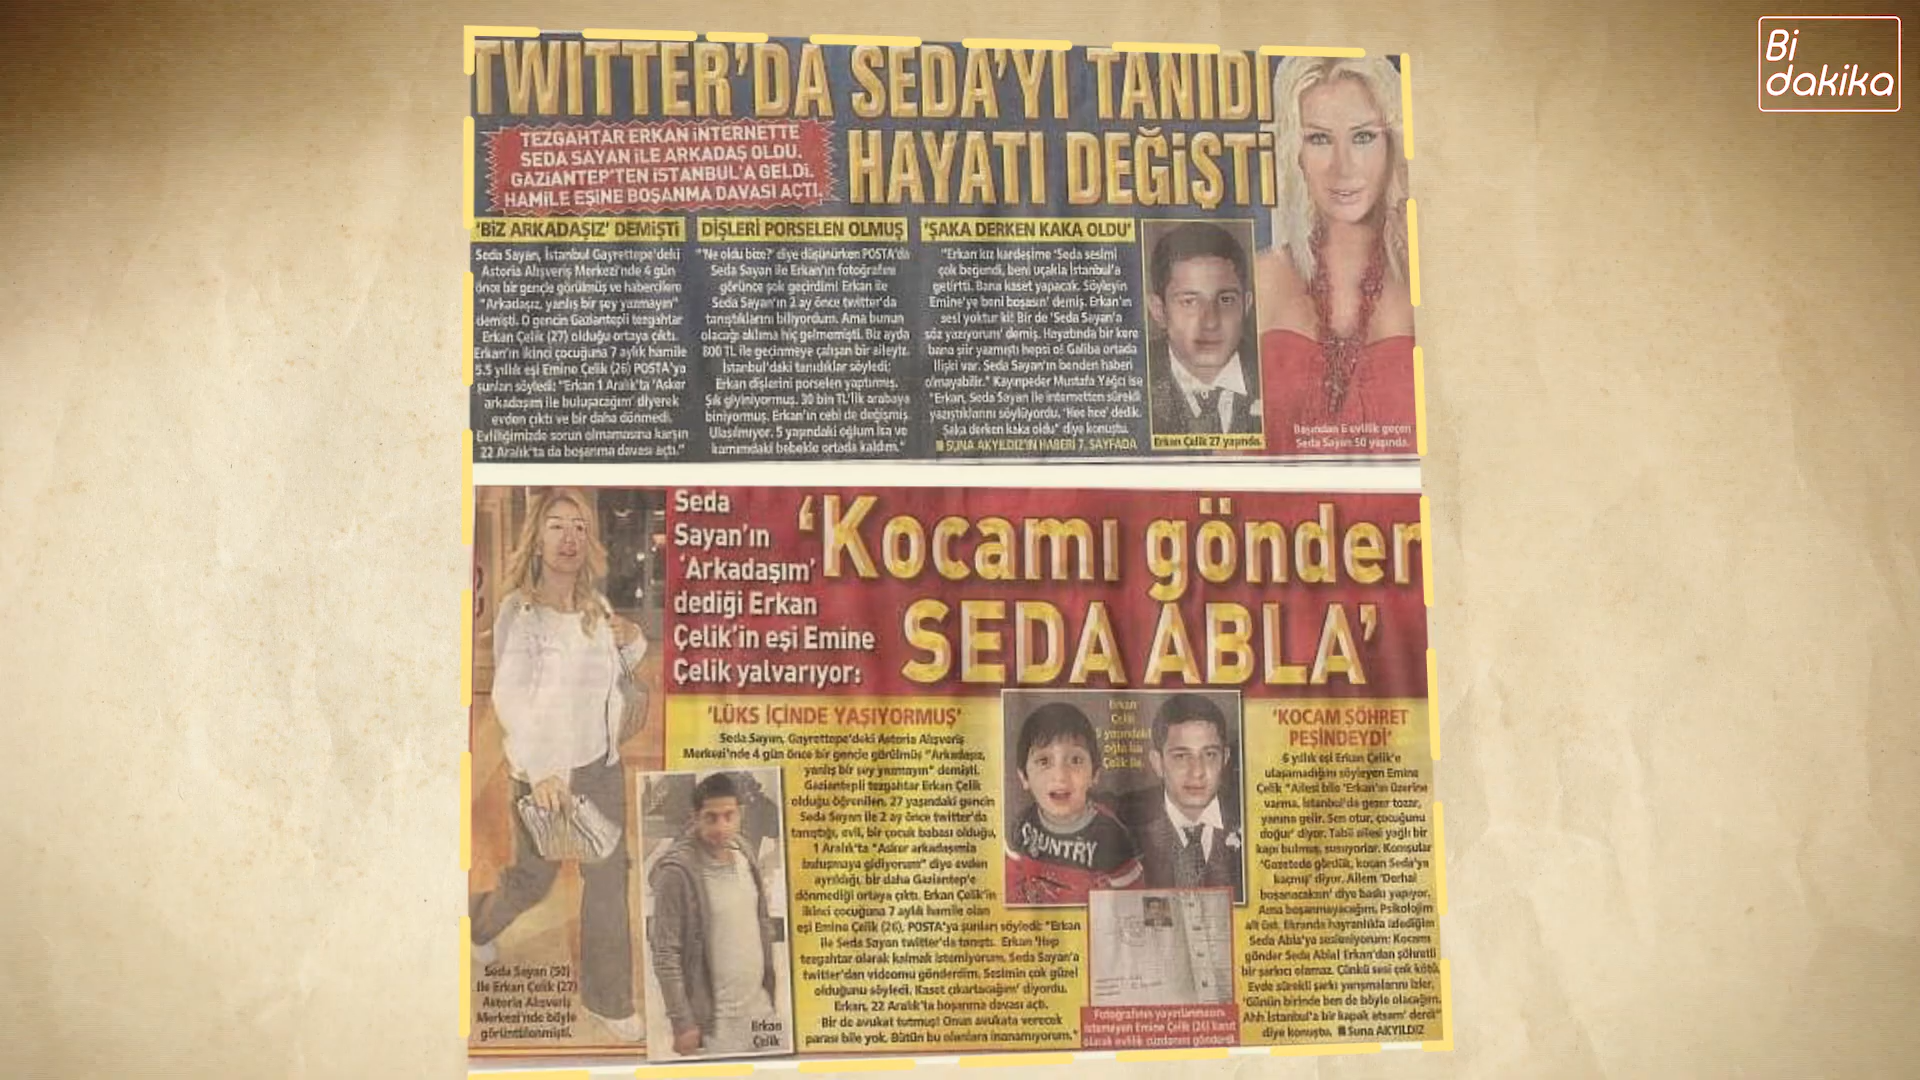 Bi
dakika
TWITTER'DA SEDA'YI TANIDI
HAYATI DEĞİŞTİ
TEZGAHTAR ERKAN İNTERNETTE
SEDA SAYAN İLE ARKADAŞ OLDU.
GAZİANTEP'TEN İSTANBUL'A GELDİ.
HAMİLE EŞİNE BOŞANMA DAVASI AÇTI.
'BİZ ARKADAŞIZ' DEMİŞTİ
Seda Sayan, İstanbul Gayrettepe'deki
Astoria Alışveriş Merkezi'nde 4 gün
önce bir gençle görülmüş ve habercilere
"Arkadaşız, yanlış bir şey yazmayın"
demişti. O gencin Gaziantepli tezgahtar
Erkan Çelik (27) olduğu ortaya çıktı.
Erkan'ın ikinci çocuğuna 7 aylık hamile
5.5 yıllık eşi Emine Çelik (26) POSTA'ya
şunları söyledi: "Erkan 1 Aralık'ta 'Asker
arkadaşım ile buluşacağım' diyerek
evden çıktı ve bir daha dönmedi.
Evliliğimizde sorun olmamasına karşın
22 Aralık'ta da boşanma davası açtı."
DİŞLERİ PORSELEN OLMUŞ
"'Ne oldu bize?' diye düşünürken POSTA'da
Seda Sayan ile Erkan'ın fotoğrafını
görünce şok geçirdim! Erkan ile
Seda Sayan'ın 2 ay önce twitter'da
tanıştıklarını biliyordum. Ama bunun
olacağı aklıma hiç gelmemişti. Biz ayda
800 TL ile geçinmeye çalışan bir aileyiz.
İstanbul'daki tanıdıklar söyledi:
Erkan dişlerini porselen yaptırmış.
Şık giyiniyormuş. 30 bin TL'lik arabaya
biniyormuş. Erkan'ın cebi de değişmiş
Ulaşılmıyor. 5 yaşındaki oğlum İsa ve
karnımdaki bebekle ortada kaldım."
'ŞAKA DERKEN KAKA OLDU'
"Erkan kız kardeşime 'Seda sesimi
çok beğendi, beni uçakla İstanbul'a
getirtti. Bana kaset yapacak. Söyleyin
Emine'ye beni boşasın' demiş. Erkan'ın
sesi yoktur ki! Bir de 'Seda Sayan'a
söz yazıyorum' demiş. Hayatında bir kere
bana şiir yazmıştı hepsi o! Galiba ortada
ilişki var. Seda Sayan'ın benden haberi
olmayabilir." Kayınpeder Mustafa Yağcı ise
"Erkan, Seda Sayan ile internetten sürekli
yazıştıklarını söylüyordu. 'Hee hee' dedik.
Şaka derken kaka oldu" diye konuştu.
SUNA AKYILDIZ'IN HABERİ 7. SAYFADA
Erkan Çelik 27 yaşında.
Başından 6 evlilik geçen
Seda Sayan 50 yaşında.
Seda
Sayan'ın
'Arkadaşım'
dediği Erkan
Çelik'in eşi Emine
Çelik yalvarıyor:
'Kocamı gönder
SEDA ABLA'
'LÜKS İÇİNDE YAŞIYORMUŞ'
Seda Sayan, Gayrettepe'deki Astoria Alışveriş
Merkezi'nde 4 gün önce bir gençle görülmüş "Arkadaşız,
yanlış bir şey yazmayın" demişti.
Gaziantepli tezgahtar Erkan Çelik
olduğu öğrenilen, 27 yaşındaki gencin
Seda Sayan ile 2 ay önce twitter'da
tanıştığı, evli, bir çocuk babası olduğu,
1 Aralık'ta "Asker arkadaşımla
buluşmaya gidiyorum" diye evden
ayrıldığı, bir daha Gaziantep'e
dönmediği ortaya çıktı. Erkan Çelik'in
ikinci çocuğuna 7 aylık hamile olan
eşi Emine Çelik (26), POSTA'ya şunları söyledi: "Erkan
ile Seda Sayan twitter'da tanıştı. Erkan 'Hep
tezgahtar olarak kalmak istemiyorum. Seda Sayan'a
twitter'dan videomu gönderdim. Sesimin çok güzel
olduğunu söyledi. Kaset çıkartacağım' diyordu.
Erkan, 22 Aralık'ta boşanma davası açtı.
Bir de avukat tutmuş! Onun avukata verecek
parası bile yok. Bütün bu olanlara inanamıyorum."
Erkan
Çelik
5 yaşındaki
oğlu İsa
Çelik ile.
'KOCAM ŞÖHRET
PEŞİNDEYDİ'
6 yıllık eşi Erkan Çelik'e
ulaşamadığını söyleyen Emine
Çelik "Ailesi bile 'Erkan'ın üzerine
varma. İstanbul'da gezer tozar,
yanına gelir. Sen otur, çocuğunu
doğur' diyor. Tabii ailesi yağlı bir
kapı bulmuş, susuyorlar. Komşular
'Gazetede gördük, kocan Seda'ya
kaçmış' diyor. Ailem 'Derhal
boşanacaksın' diye baskı yapıyor.
Ama boşanmayacağım. Psikolojim
alt üst. Ekranda hayranlıkla izlediğim
Seda Abla'ya sesleniyorum: Kocamı
gönder Seda Abla! Erkan'dan şöhretli
bir şarkıcı olamaz. Çünkü sesi çok kötü.
Evde sürekli şarkı yarışmalarını izler,
'Günün birinde ben de böyle olacağım.
Ahh İstanbul'a bir kapak atsam' derdi"
diye konuştu. Suna AKYILDIZ
Seda Sayan (50)
ile Erkan Çelik (27)
Astoria Alışveriş
Merkezi'nde böyle
görüntülenmişti.
Erkan
Çelik
COUNTRY
Fotoğrafının yayınlanmasını
istemeyen Emine Çelik (26) kanıt
olarak evlilik cüzdanını gönderdi.